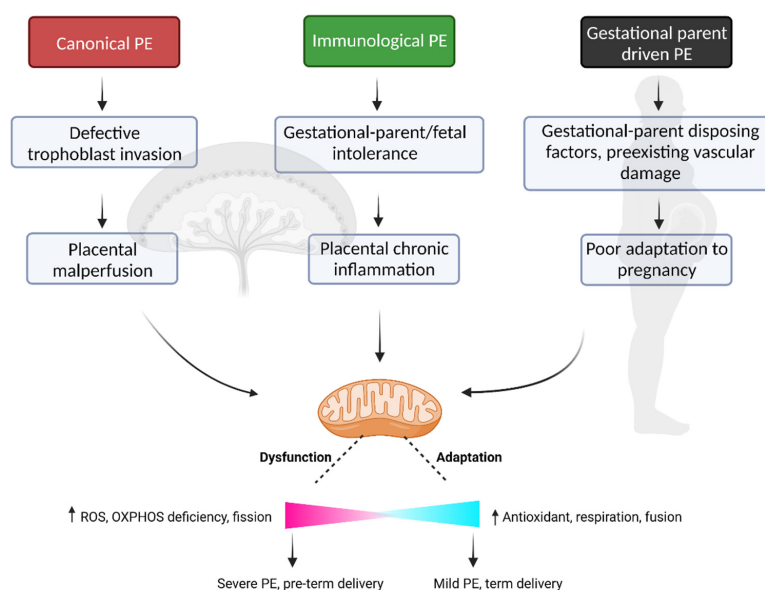 Canonical PE
Immunological PE
Gestational parent
driven PE
Defective
trophoblast invasion
Gestational-parent/fetal
intolerance
Gestational-parent disposing
factors, preexisting vascular
damage
Placental
malperfusion
Placental chronic
inflammation
Poor adaptation to
pregnancy
Dysfunction
Adaptation
ROS, OXPHOS deficiency, fission
Antioxidant, respiration, fusion
Severe PE, pre-term delivery
Mild PE, term delivery